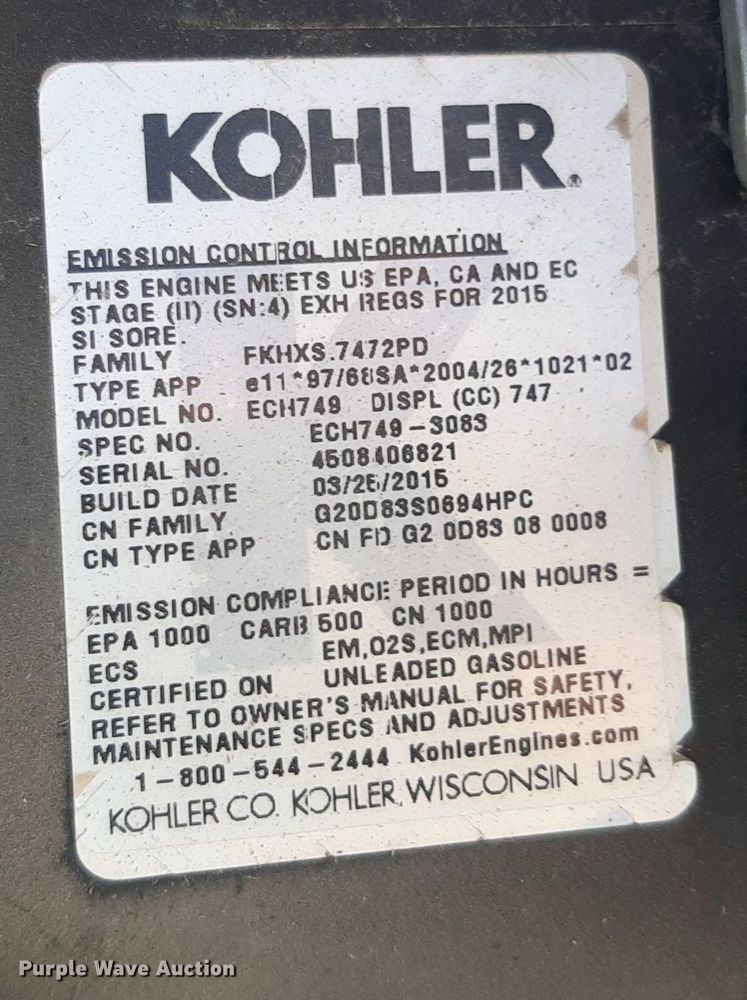 KOHLER.
EMISSION CONTROL INFORMATION
THIS ENGINE MEETS US EPA, CA AND EC
STAGE (II) (SN:4) EXH REGS FOR 2015
SI SORE.
FAMILY FKHXS.7472PD
TYPE APP e11*97/68SA*2004/26*1021*02
MODEL NO. ECH749 DISPL (CC) 747
SPEC NO. ECH749-3083
SERIAL NO. 4508406821
BUILD DATE 03/26/2015
CN FAMILY G20D83S0694HPC
CN TYPE APP CN FD G2 0D83 08 0008
EMISSION COMPLIANCE PERIOD IN HOURS =
EPA 1000 CARB 500 CN 1000
ECS EM,O2S,ECM,MPI
CERTIFIED ON UNLEADED GASOLINE
REFER TO OWNER'S MANUAL FOR SAFETY,
MAINTENANCE SPECS AND ADJUSTMENTS
1-800-544-2444 KohlerEngines.com
KOHLER CO. KOHLER, WISCONSIN USA
Purple Wave Auction